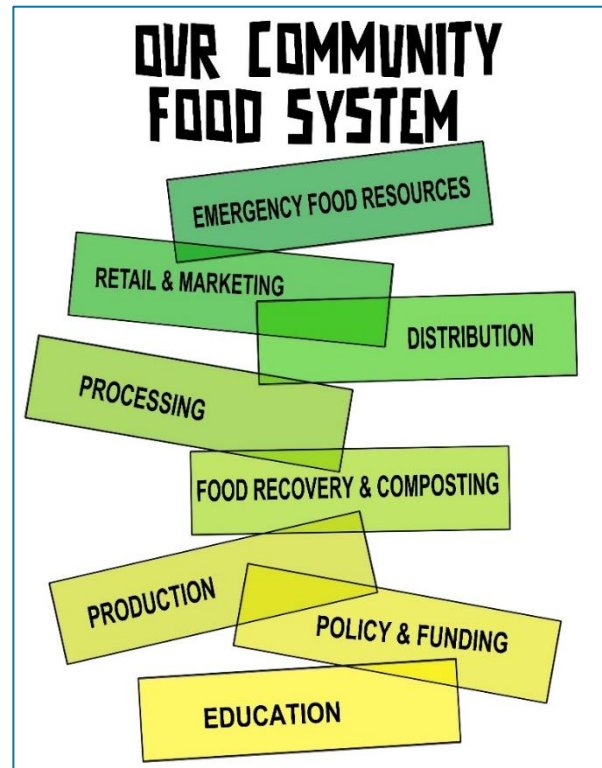 OUR COMMUNITY
FOOD SYSTEM
EMERGENCY FOOD RESOURCES
RETAIL & MARKETING
DISTRIBUTION
PROCESSING
FOOD RECOVERY & COMPOSTING
PRODUCTION
POLICY & FUNDING
EDUCATION